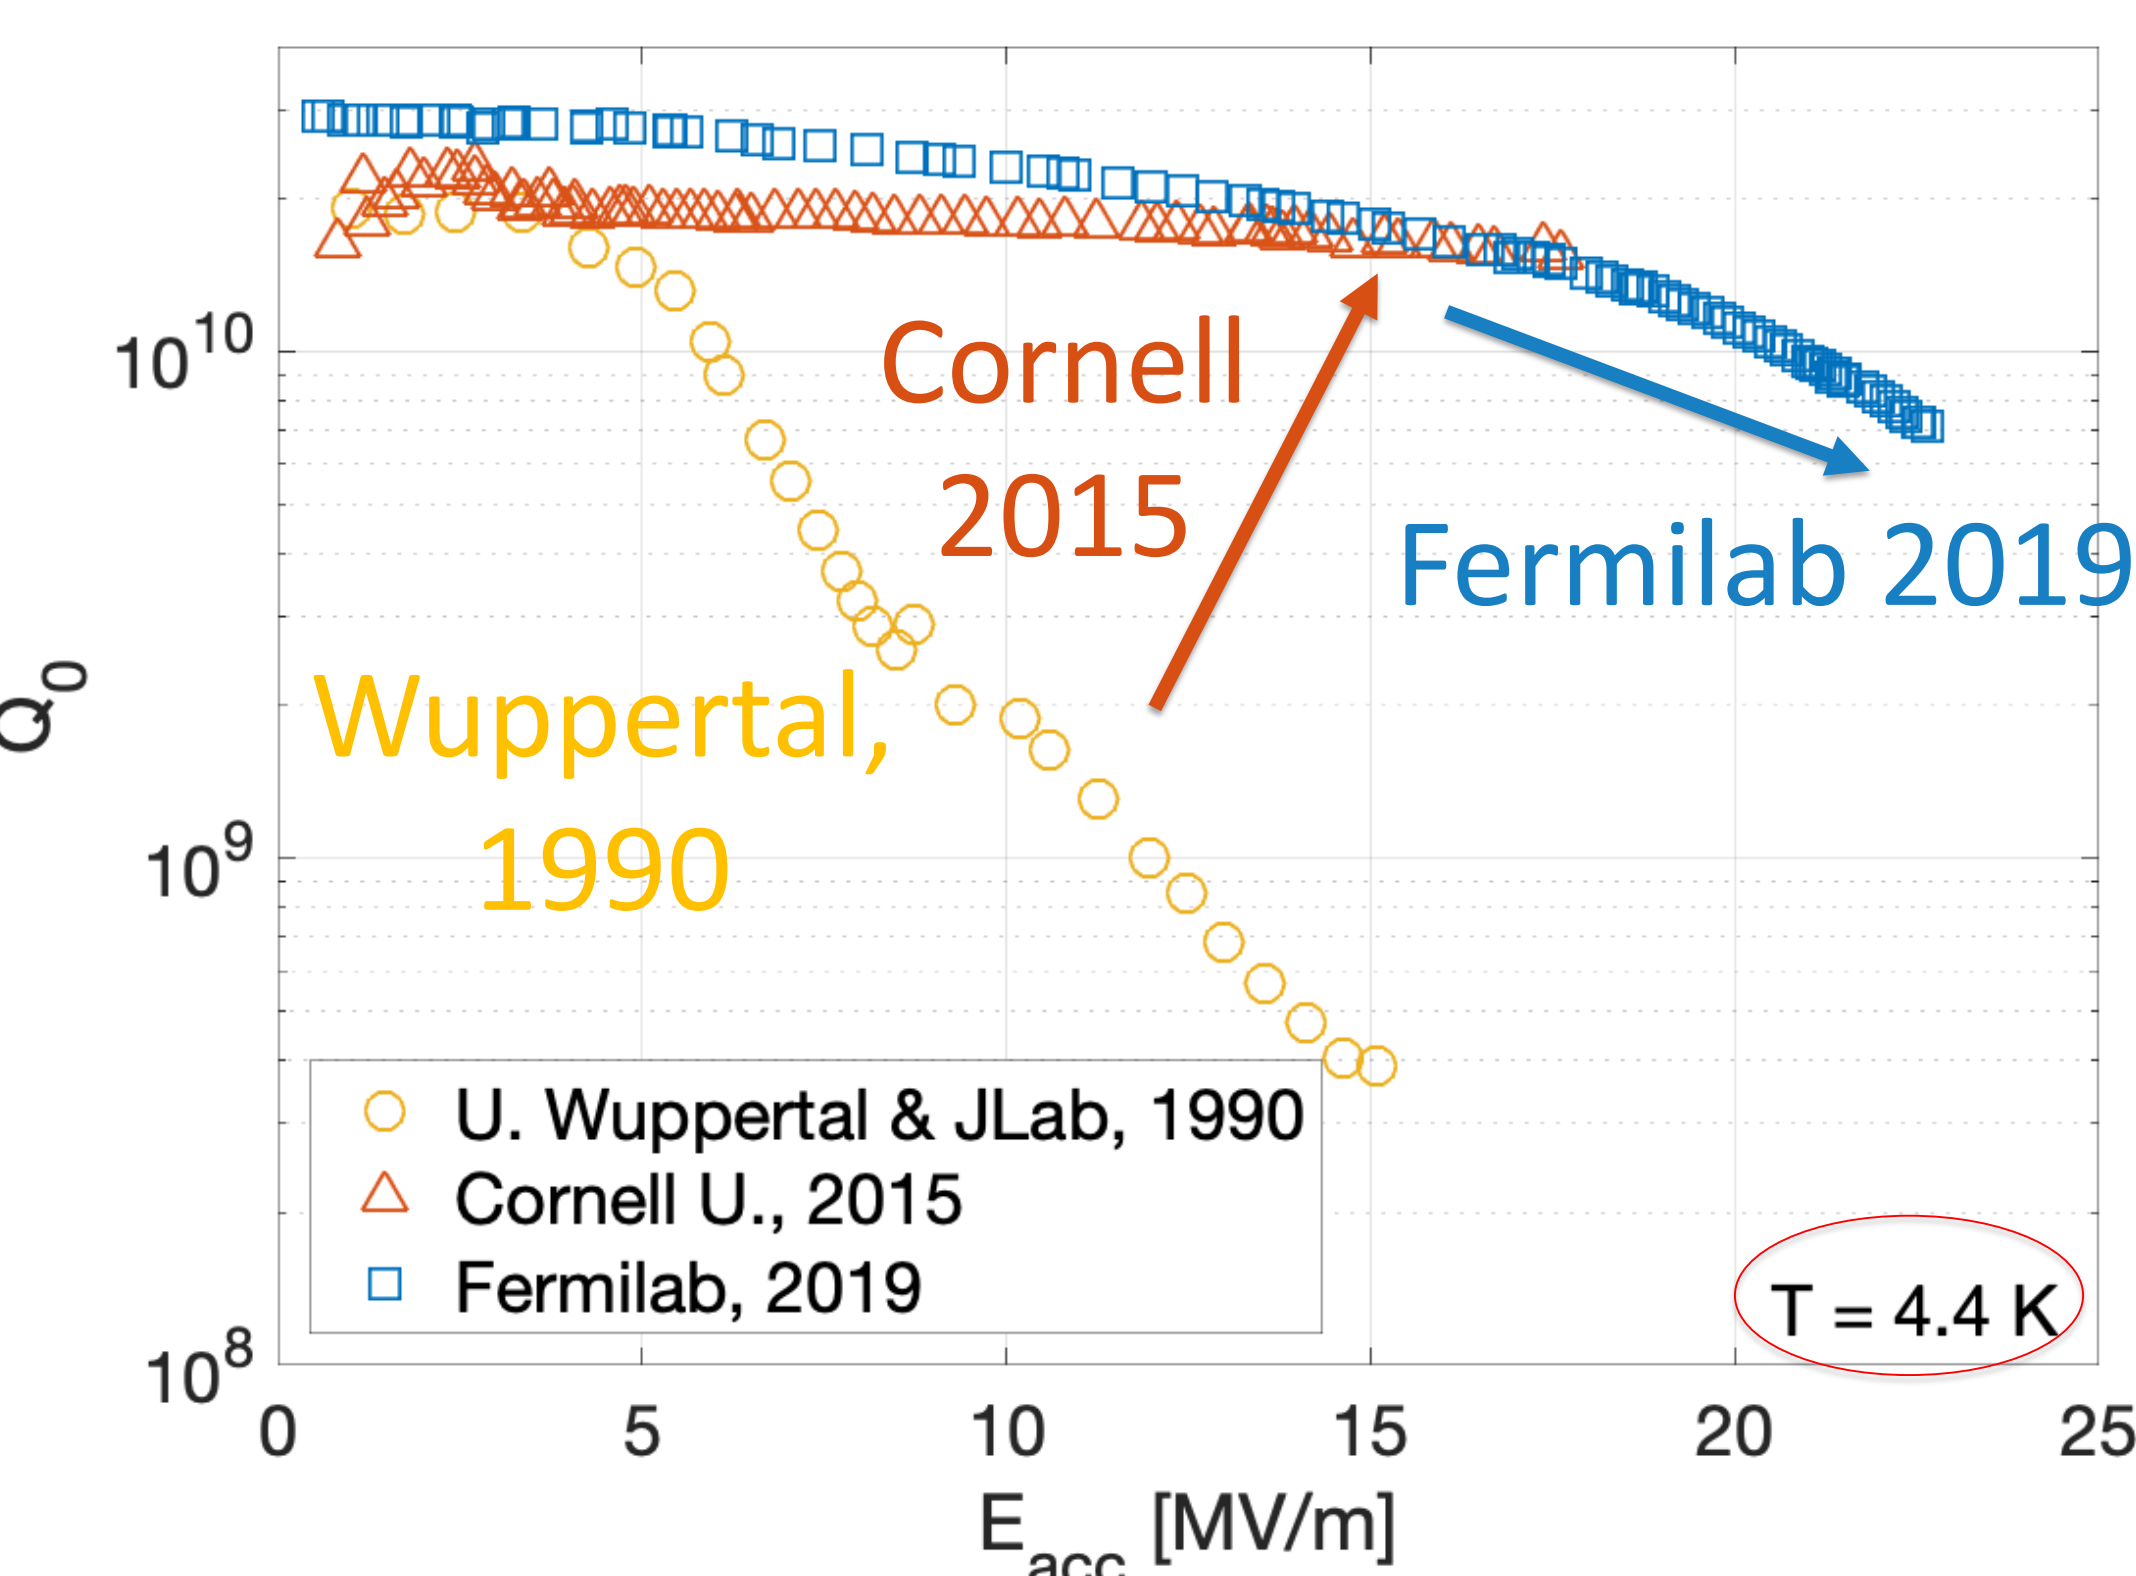 10^10
10^9
10^8
Q_0
Cornell
2015
Fermilab 2019
Wuppertal,
1990
U. Wuppertal & JLab, 1990
Cornell U., 2015
Fermilab, 2019
T = 4.4 K
0 5 10 15 20 25
E_acc [MV/m]